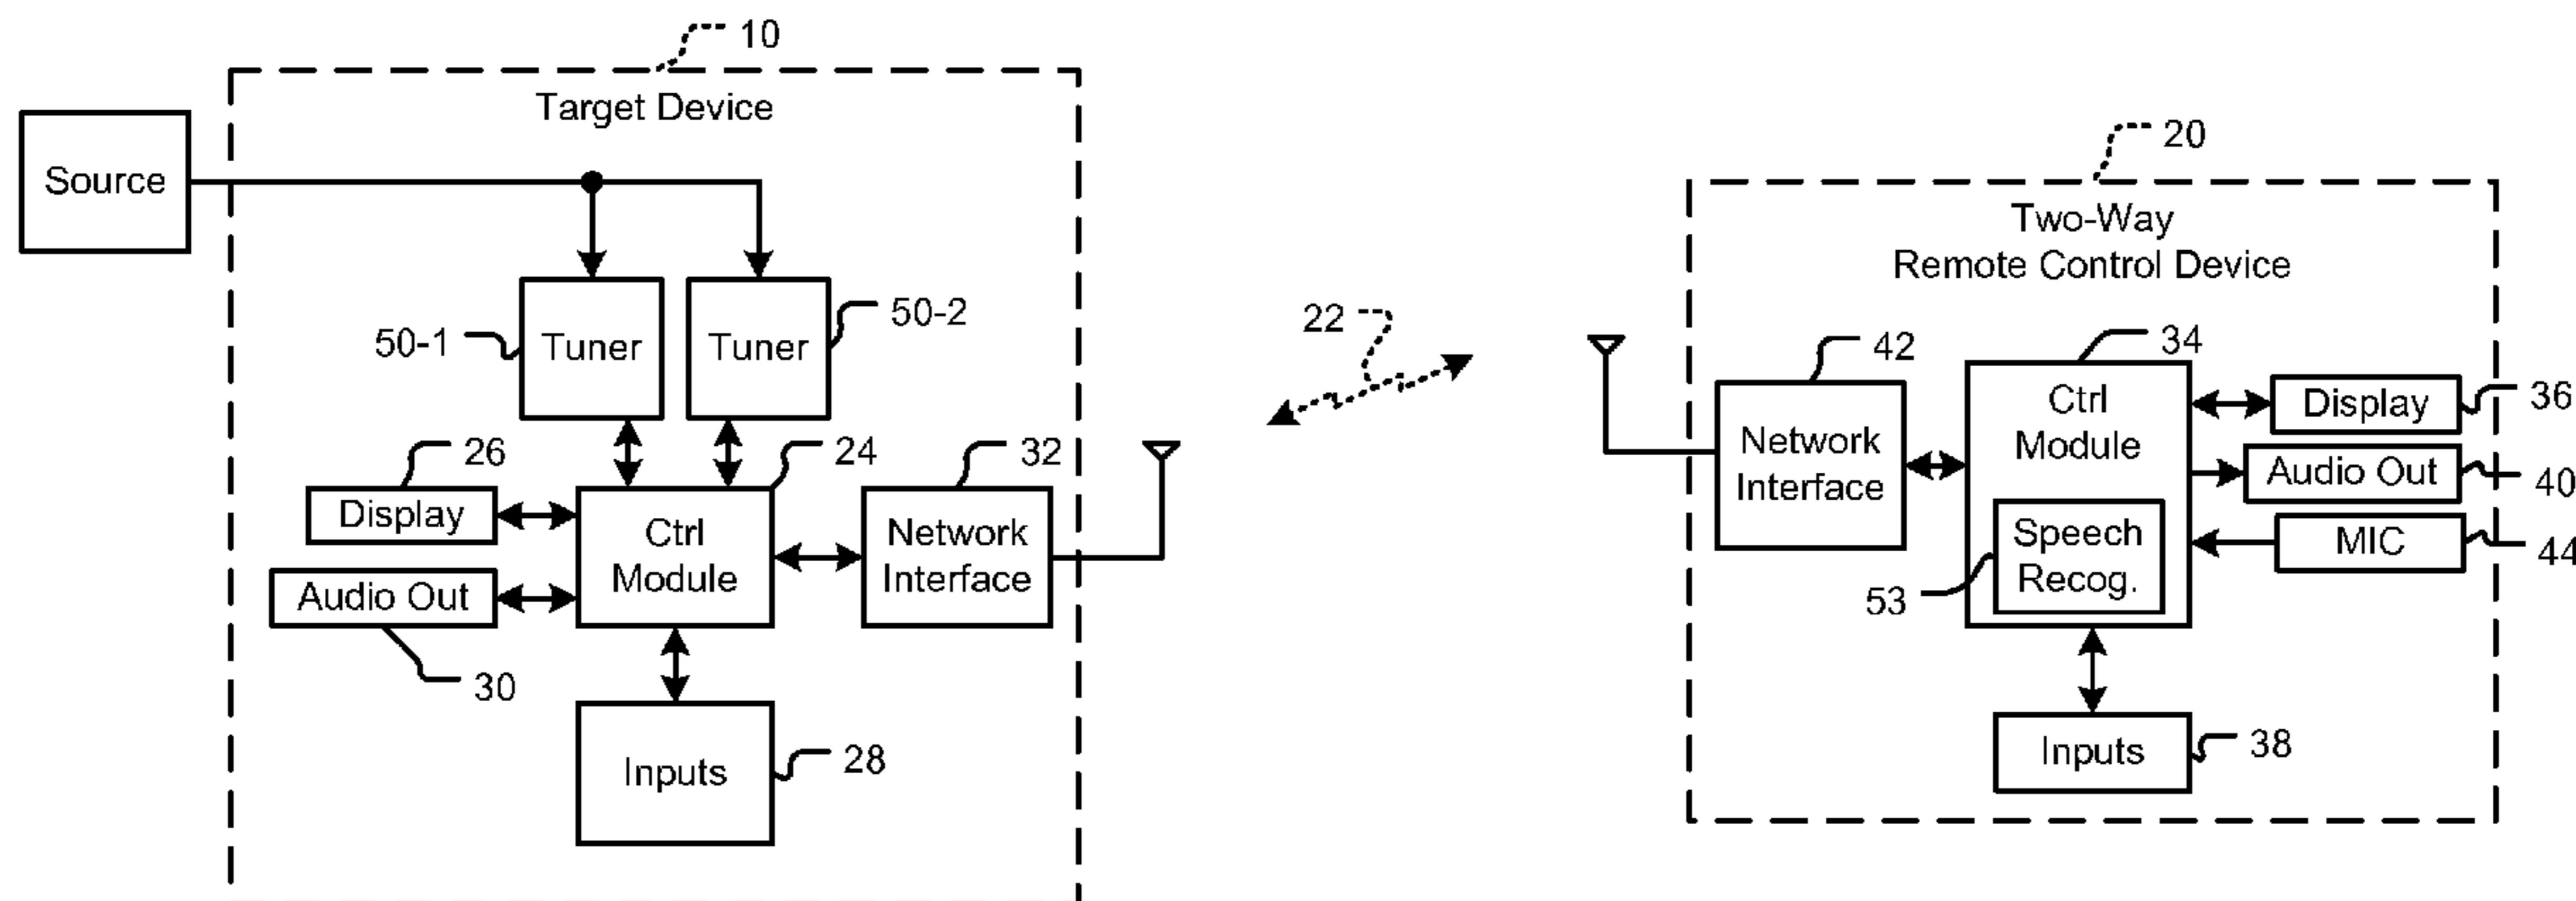 10
Target Device
Source
50-1
Tuner
Tuner
50-2
26
24
32
Display
Audio Out
Ctrl
Module
Network
Interface
30
Inputs
28
22
20
Two-Way
Remote Control Device
42
34
Network
Interface
Ctrl
Module
Speech
Recog.
53
Display
36
Audio Out
40
MIC
44
Inputs
38